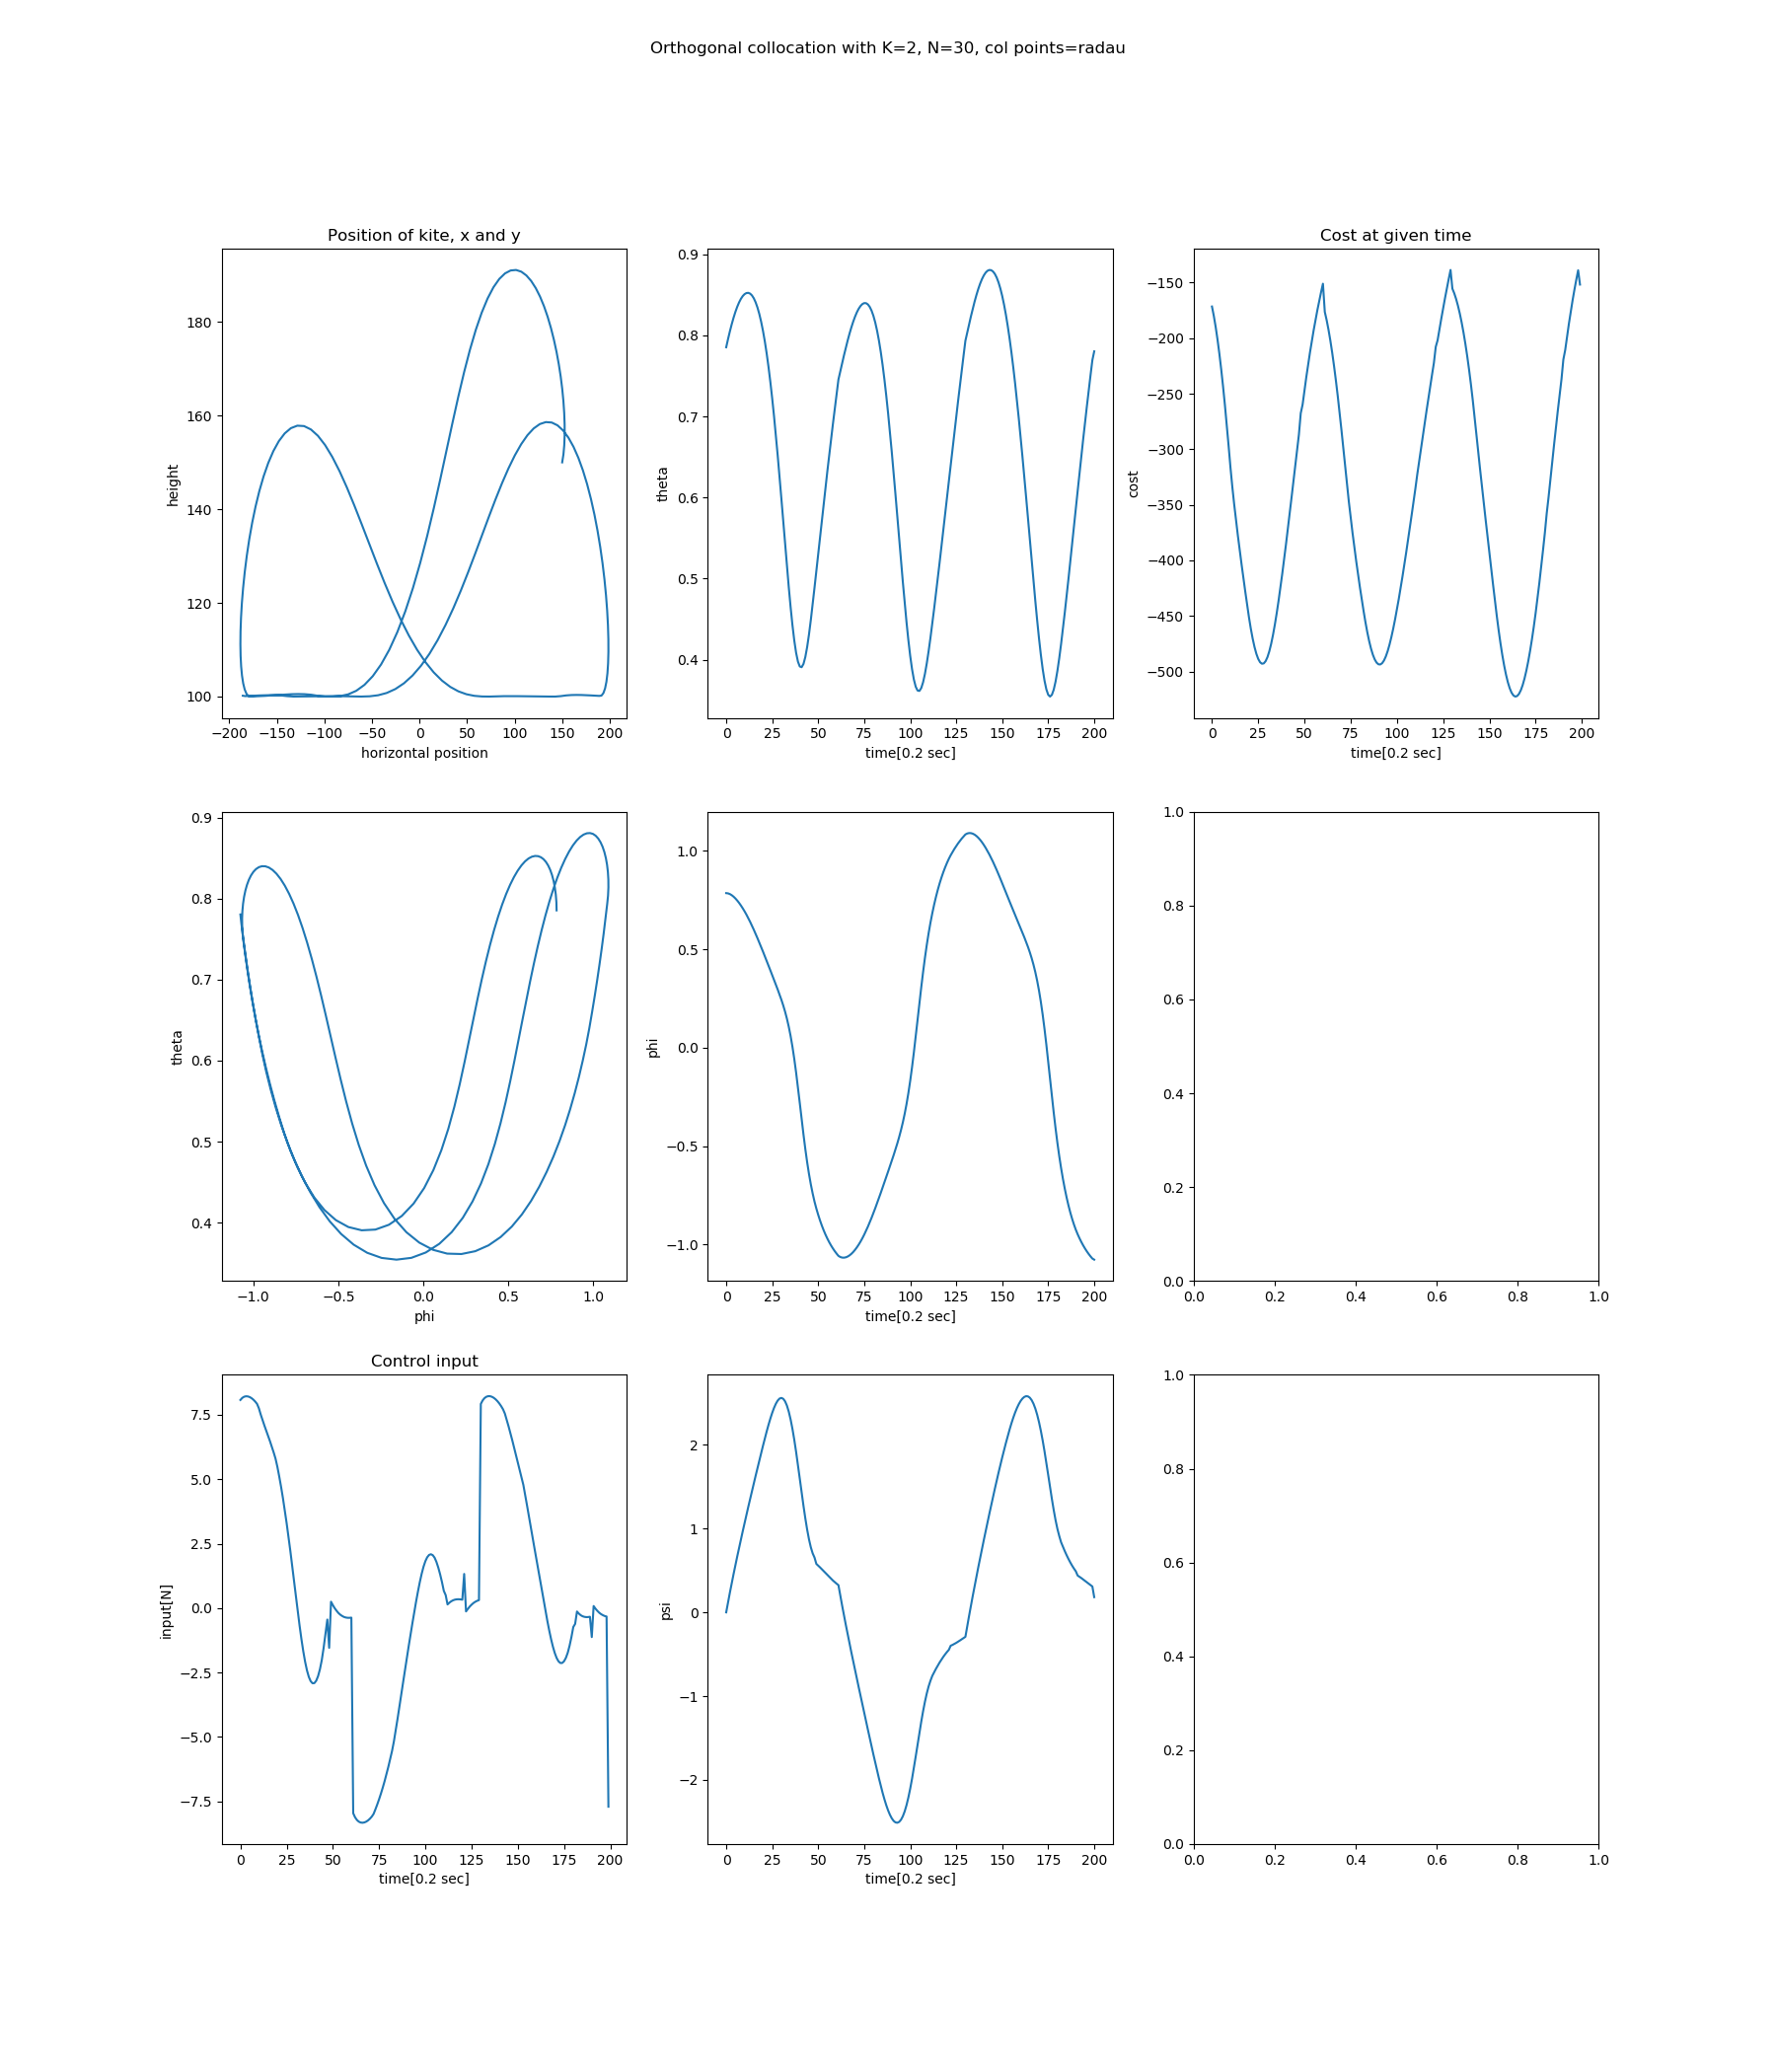 Orthogonal collocation with K=2, N=30, col points=radau
Position of kite, x and y
180
160
140
120
100
height
−200 −150 −100 −50 0 50 100 150 200
horizontal position
0.9
0.8
0.7
0.6
0.5
0.4
theta
0 25 50 75 100 125 150 175 200
time[0.2 sec]
Cost at given time
−150
−200
−250
−300
−350
−400
−450
−500
cost
0 25 50 75 100 125 150 175 200
time[0.2 sec]
0.9
0.8
0.7
0.6
0.5
0.4
theta
−1.0 −0.5 0.0 0.5 1.0
phi
1.0
0.5
0.0
−0.5
−1.0
phi
0 25 50 75 100 125 150 175 200
time[0.2 sec]
1.0
0.8
0.6
0.4
0.2
0.0
0.0 0.2 0.4 0.6 0.8 1.0
Control input
7.5
5.0
2.5
0.0
−2.5
−5.0
−7.5
input[N]
0 25 50 75 100 125 150 175 200
time[0.2 sec]
2
1
0
−1
−2
psi
0 25 50 75 100 125 150 175 200
time[0.2 sec]
1.0
0.8
0.6
0.4
0.2
0.0
0.0 0.2 0.4 0.6 0.8 1.0